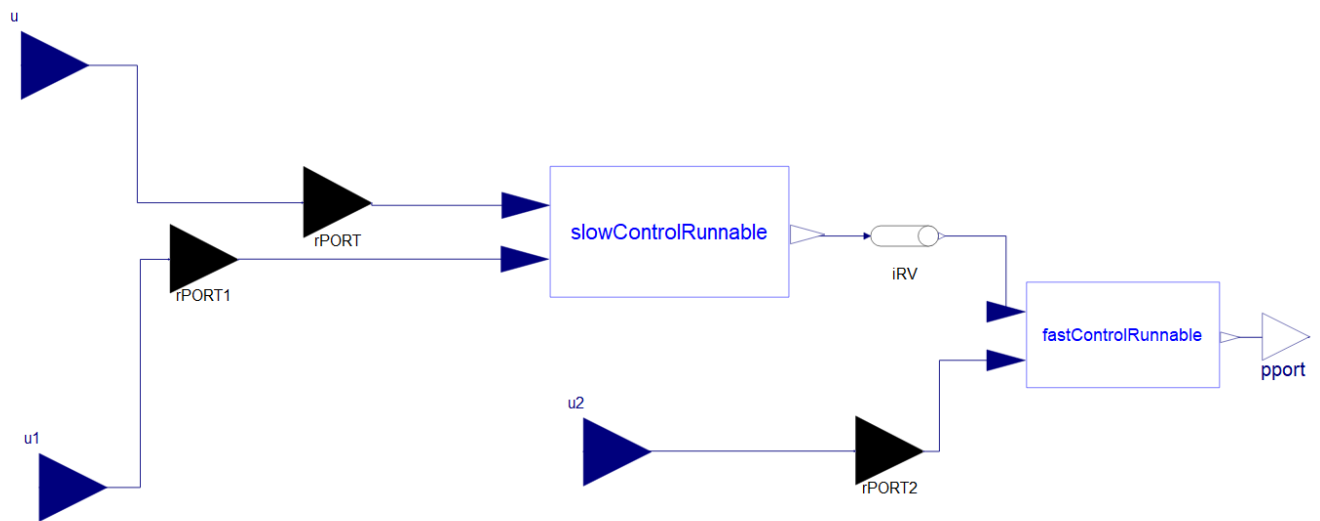 u
rPORT
slowControlRunnable
rPORT1
iRV
fastControlRunnable
pport
u2
u1
rPORT2